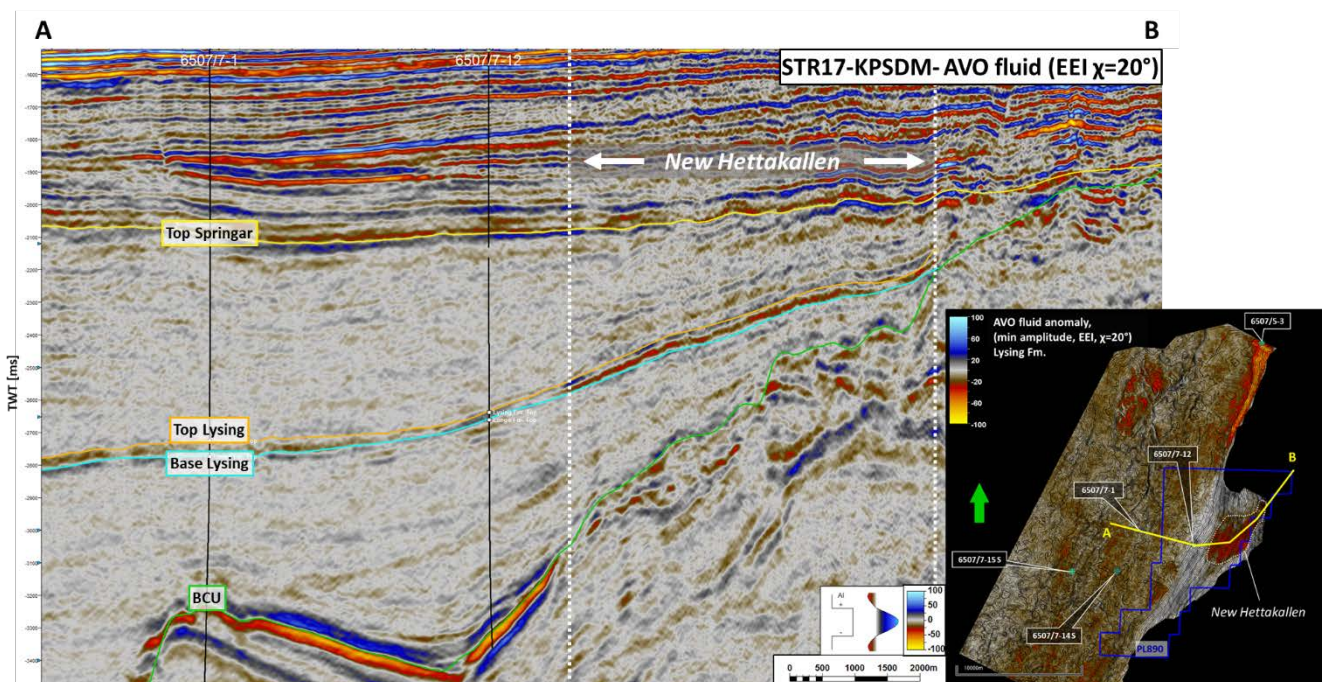 A
B
6507/7-1
6507/7-12
STR17-KPSDM- AVO fluid (EEI χ=20°)
New Hettakallen
Top Springar
TWT [ms]
Top Lysing
Base Lysing
BCU
AI
+
-
100
50
0
-50
-100
0 500 1000 1500 2000m
100
60
20
-20
-60
-100
AVO fluid anomaly,
(min amplitude, EEI, χ=20°)
Lysing Fm.
6507/5-3
6507/7-12
6507/7-1
B
A
6507/7-15 S
6507/7-14 S
New Hettakallen
PL890
10000m